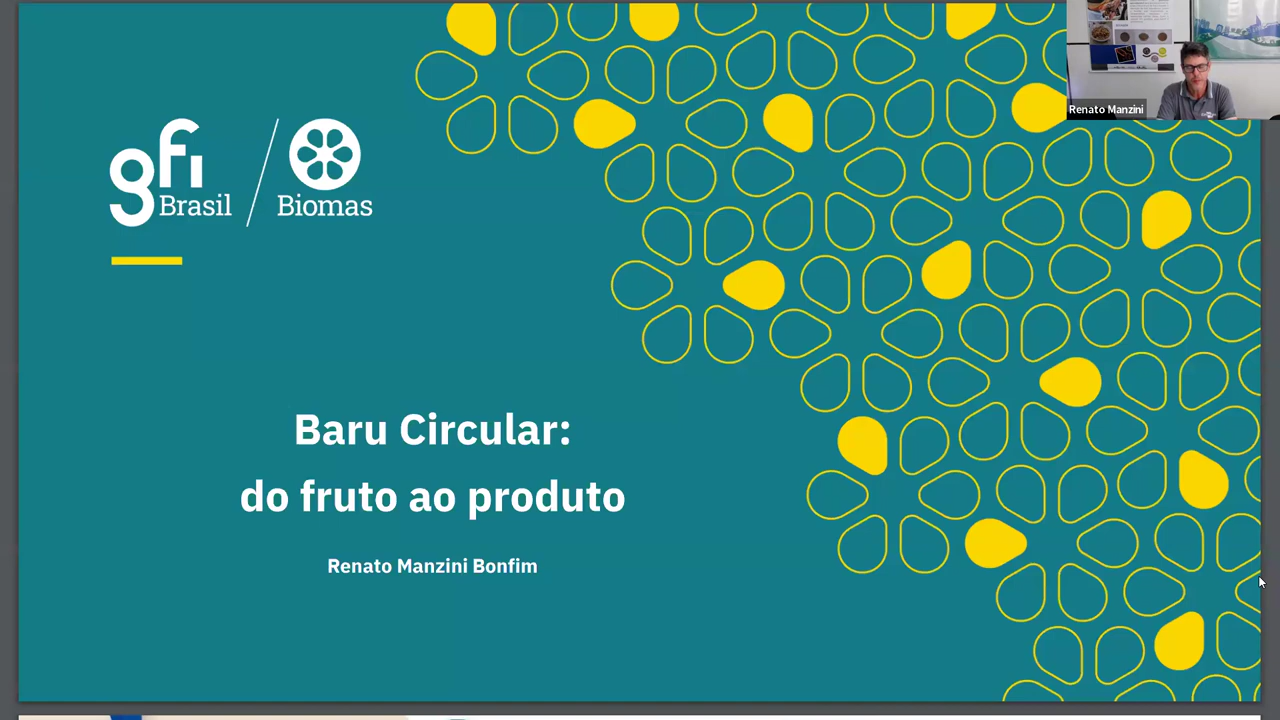 gfi
Brasil
Biomas
Baru Circular:
do fruto ao produto
Renato Manzini Bonfim
Renato Manzini